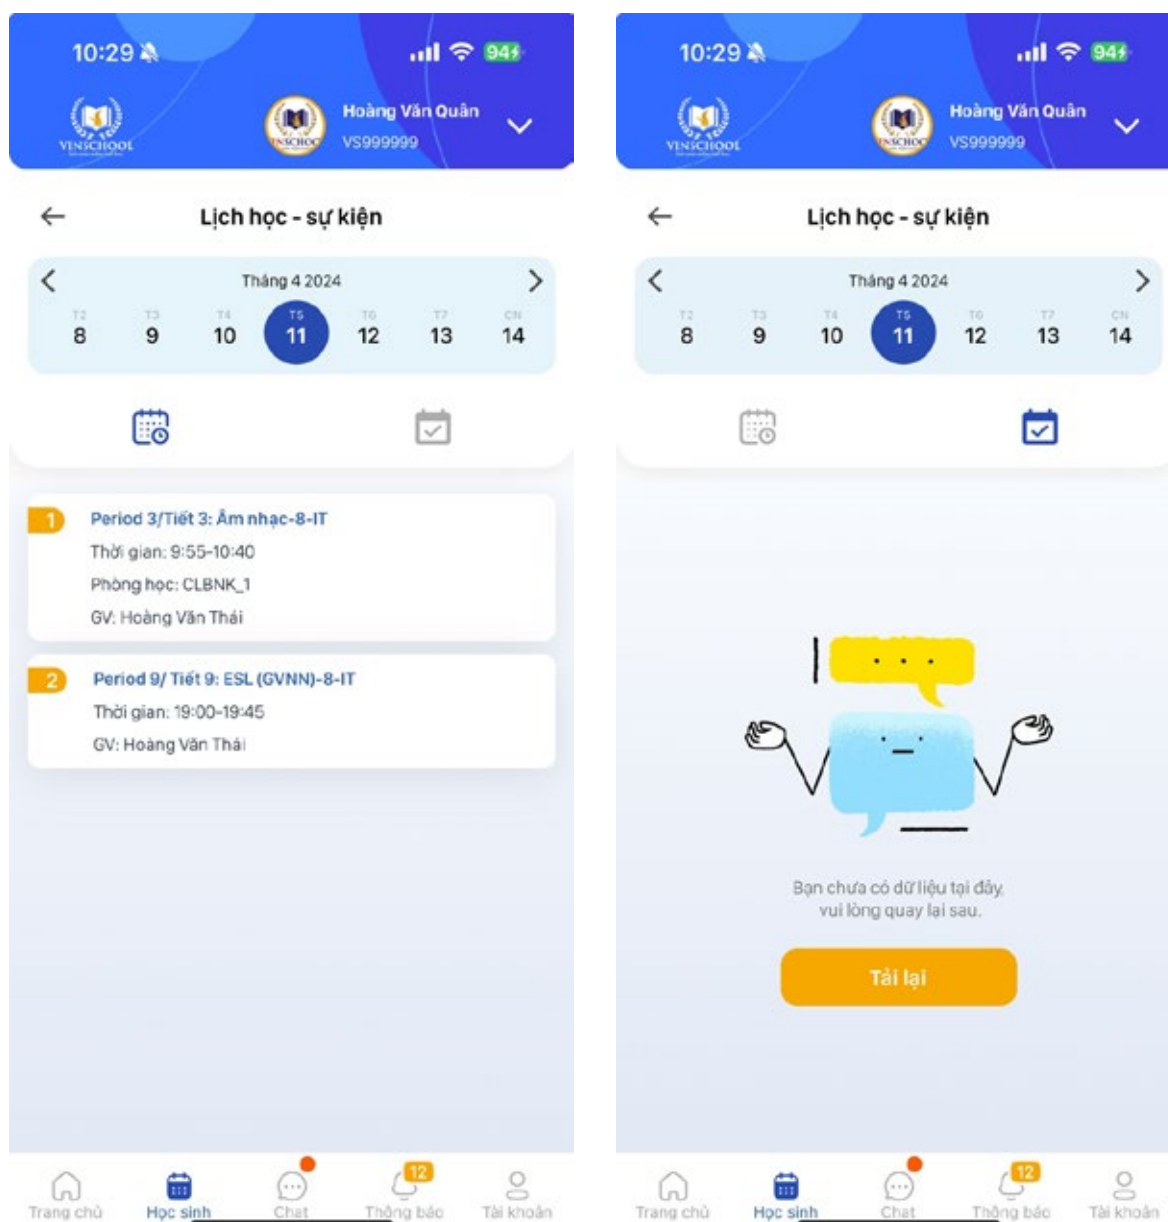 10:29
94
VINSCHOOL
Hoàng Văn Quân
VS999999
Lịch học - sự kiện
Tháng 4 2024
T2 T3 T4 T5 T6 T7 CN
8 9 10 11 12 13 14
1 Period 3/Tiết 3: Âm nhạc-8-IT
Thời gian: 9:55-10:40
Phòng học: CLBNK_1
GV: Hoàng Văn Thái
2 Period 9/ Tiết 9: ESL (GVNN)-8-IT
Thời gian: 19:00-19:45
GV: Hoàng Văn Thái
12
Trang chủ Học sinh Chat Thông báo Tài khoản
10:29
94
VINSCHOOL
Hoàng Văn Quân
VS999999
Lịch học - sự kiện
Tháng 4 2024
T2 T3 T4 T5 T6 T7 CN
8 9 10 11 12 13 14
Bạn chưa có dữ liệu tại đây,
vui lòng quay lại sau.
Tải lại
12
Trang chủ Học sinh Chat Thông báo Tài khoản